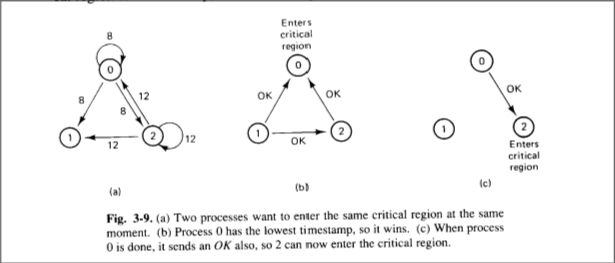 Enters
critical
region
8
0
0
0
8
12
8
OK
OK
OK
1
2
12
12
1
2
OK
1
2
Enters
critical
region
(a)
(b)
(c)
Fig. 3-9. (a) Two processes want to enter the same critical region at the same
moment. (b) Process 0 has the lowest timestamp, so it wins. (c) When process
0 is done, it sends an OK also, so 2 can now enter the critical region.